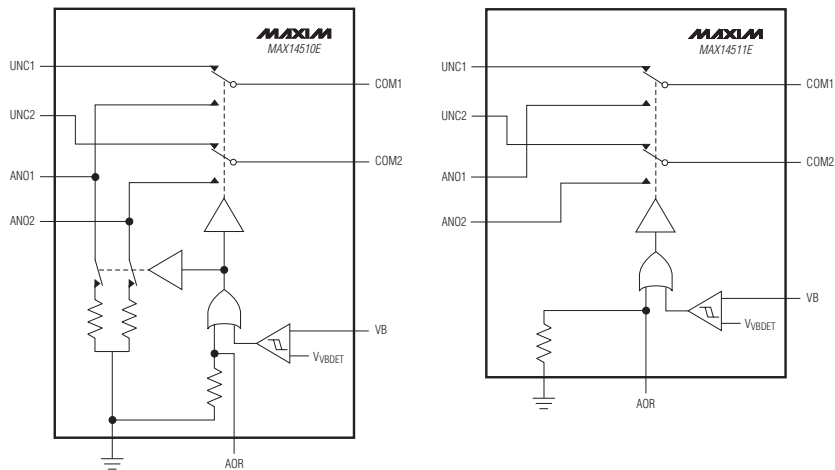 MAXIM
MAX14510E
UNC1
COM1
UNC2
COM2
ANO1
ANO2
VB
VVBDET
AOR
MAXIM
MAX14511E
UNC1
COM1
UNC2
COM2
ANO1
ANO2
VB
VVBDET
AOR